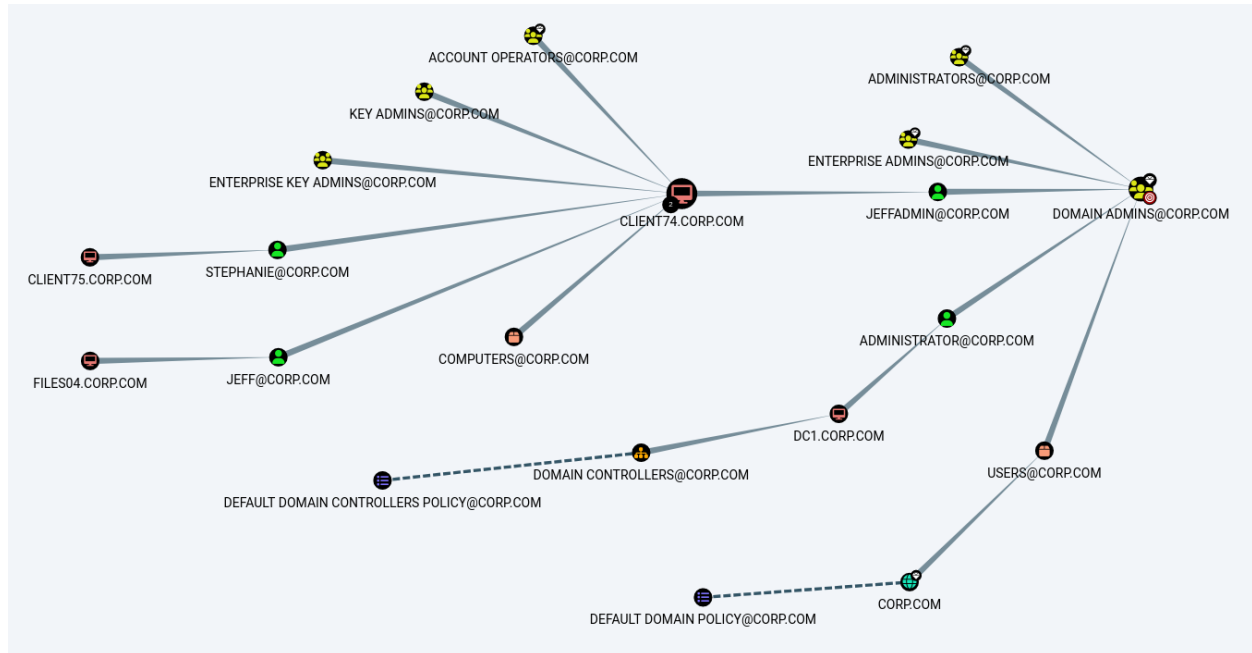 ACCOUNT OPERATORS@CORP.COM
ADMINISTRATORS@CORP.COM
KEY ADMINS@CORP.COM
ENTERPRISE ADMINS@CORP.COM
ENTERPRISE KEY ADMINS@CORP.COM
2
CLIENT74.CORP.COM
JEFFADMIN@CORP.COM
DOMAIN ADMINS@CORP.COM
STEPHANIE@CORP.COM
CLIENT75.CORP.COM
ADMINISTRATOR@CORP.COM
COMPUTERS@CORP.COM
JEFF@CORP.COM
FILES04.CORP.COM
DC1.CORP.COM
DOMAIN CONTROLLERS@CORP.COM
USERS@CORP.COM
DEFAULT DOMAIN CONTROLLERS POLICY@CORP.COM
CORP.COM
DEFAULT DOMAIN POLICY@CORP.COM